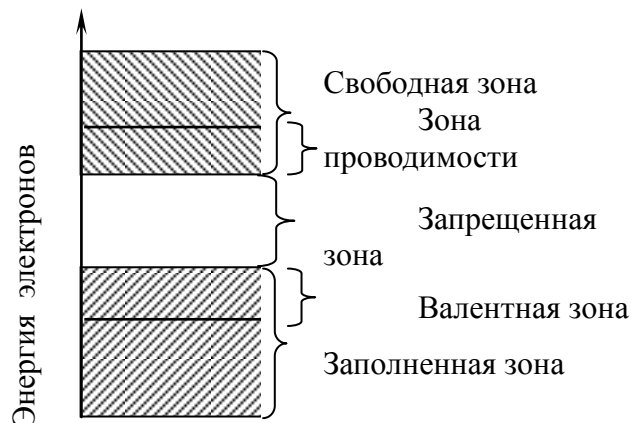 Энергия электронов
Свободная зона
Зона
проводимости
Запрещенная
зона
Валентная зона
Заполненная зона